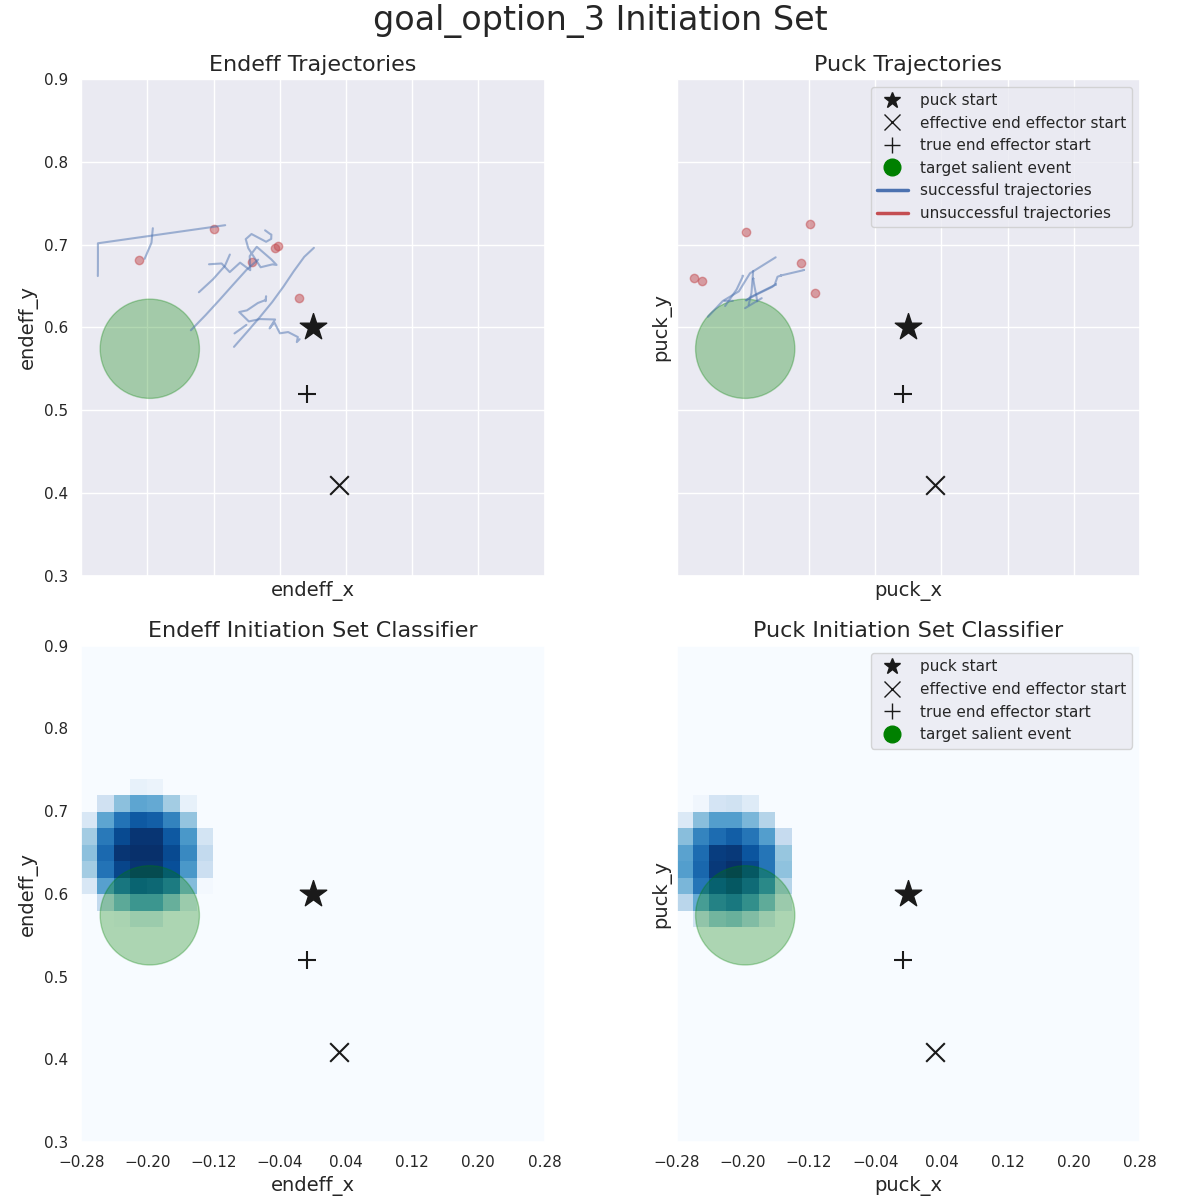 goal_option_3 Initiation Set
Endeff Trajectories
0.9
0.8
0.7
0.6
0.5
0.4
0.3
endeff_y
endeff_x
Puck Trajectories
puck start
effective end effector start
true end effector start
target salient event
successful trajectories
unsuccessful trajectories
puck_y
puck_x
Endeff Initiation Set Classifier
0.9
0.8
0.7
0.6
0.5
0.4
0.3
endeff_y
−0.28 −0.20 −0.12 −0.04 0.04 0.12 0.20 0.28
endeff_x
Puck Initiation Set Classifier
puck start
effective end effector start
true end effector start
target salient event
puck_y
−0.28 −0.20 −0.12 −0.04 0.04 0.12 0.20 0.28
puck_x